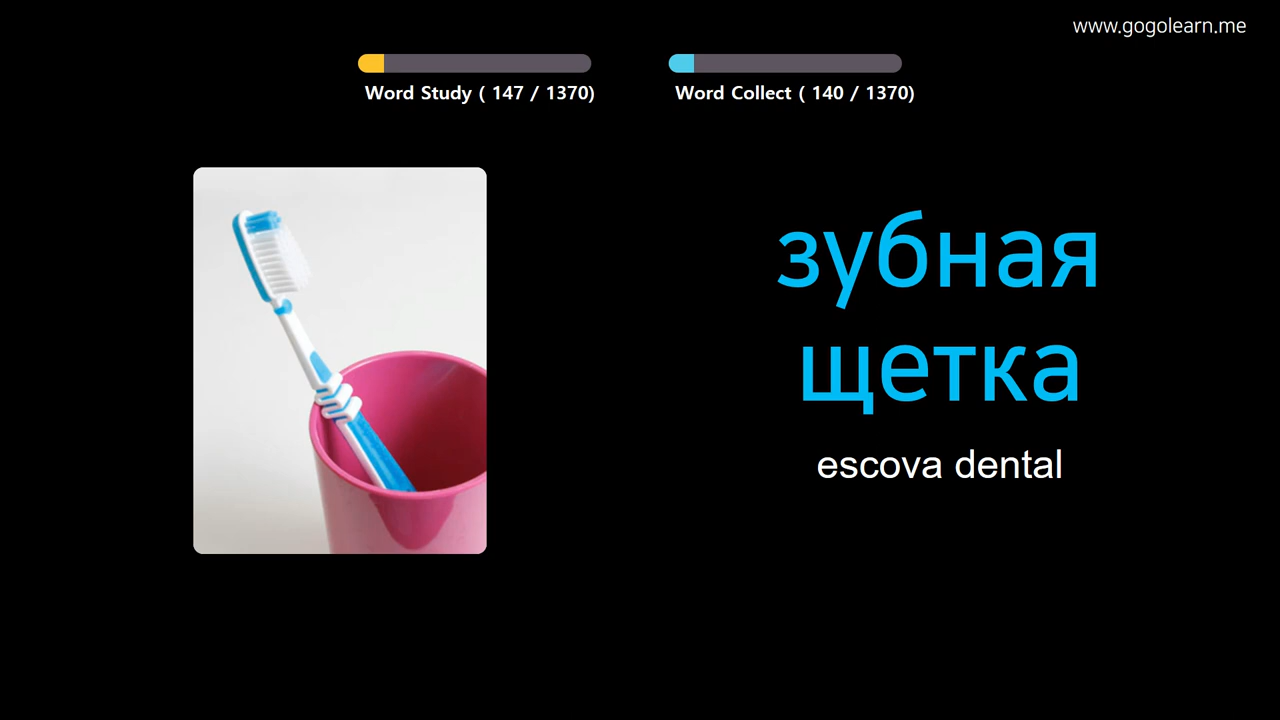 www.gogolearn.me
Word Study ( 147 / 1370)
Word Collect ( 140 / 1370)
зубная
щетка
escova dental